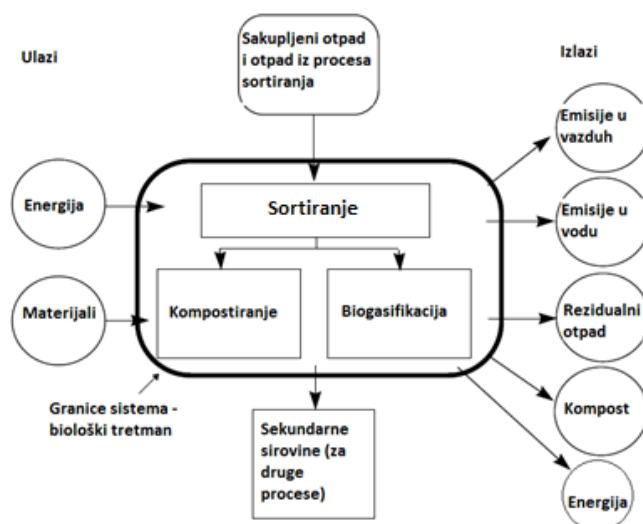 Ulazi
Sakupljeni otpad
i otpad iz procesa
sortiranja
Izlazi
Emisije u
vazduh
Energija
Sortiranje
Emisije u
vodu
Materijali
Kompostiranje
Biogasifikacija
Rezidualni
otpad
Granice sistema -
biološki tretman
Kompost
Sekundarne
sirovine (za
druge
procese)
Energija